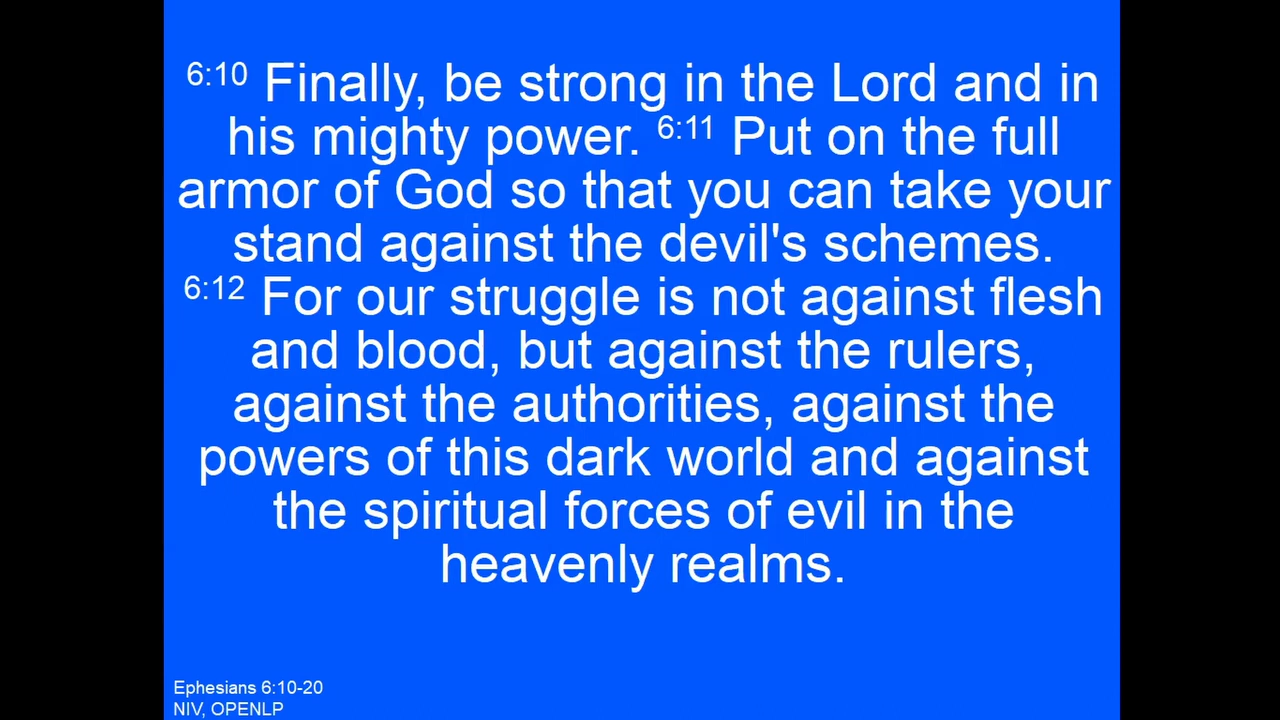 6:10 Finally, be strong in the Lord and in
his mighty power. 6:11 Put on the full
armor of God so that you can take your
stand against the devil's schemes.
6:12 For our struggle is not against flesh
and blood, but against the rulers,
against the authorities, against the
powers of this dark world and against
the spiritual forces of evil in the
heavenly realms.
Ephesians 6:10-20
NIV, OPENLP